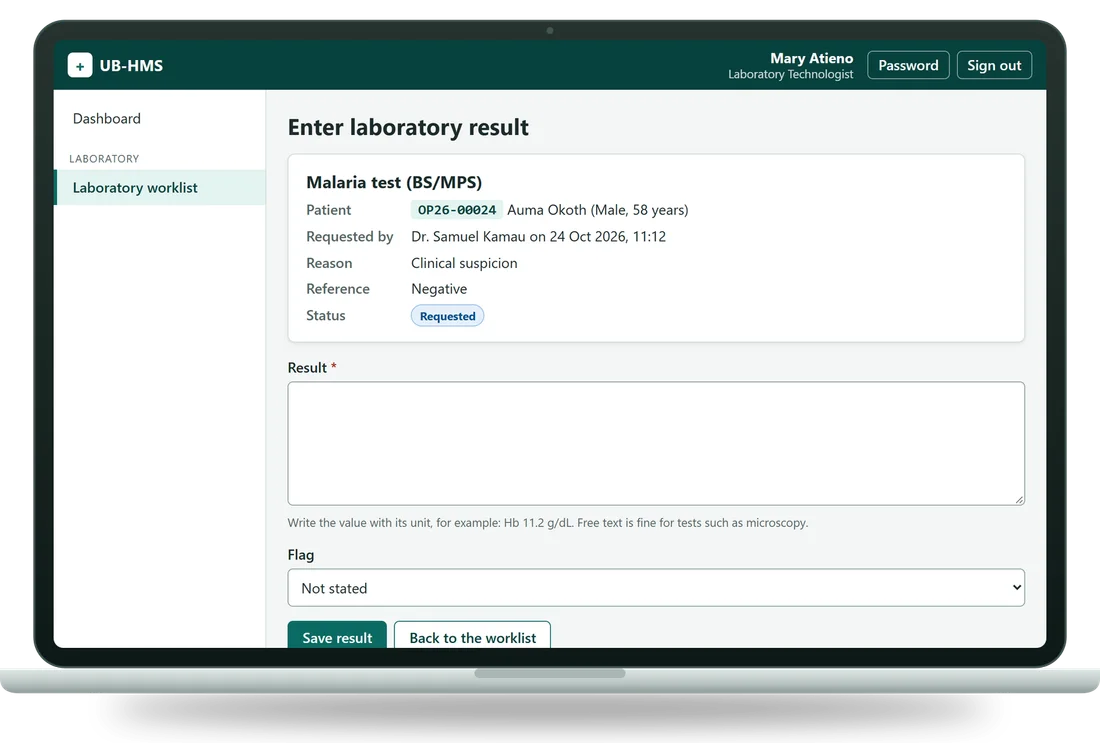 + UB-HMS
Mary Atieno
Laboratory Technologist
Password
Sign out
Dashboard
LABORATORY
Laboratory worklist
Enter laboratory result
Malaria test (BS/MPS)
Patient OP26-00024 Auma Okoth (Male, 58 years)
Requested by Dr. Samuel Kamau on 24 Oct 2026, 11:12
Reason Clinical suspicion
Reference Negative
Status Requested
Result *
Write the value with its unit, for example: Hb 11.2 g/dL. Free text is fine for tests such as microscopy.
Flag
Not stated
Save result
Back to the worklist